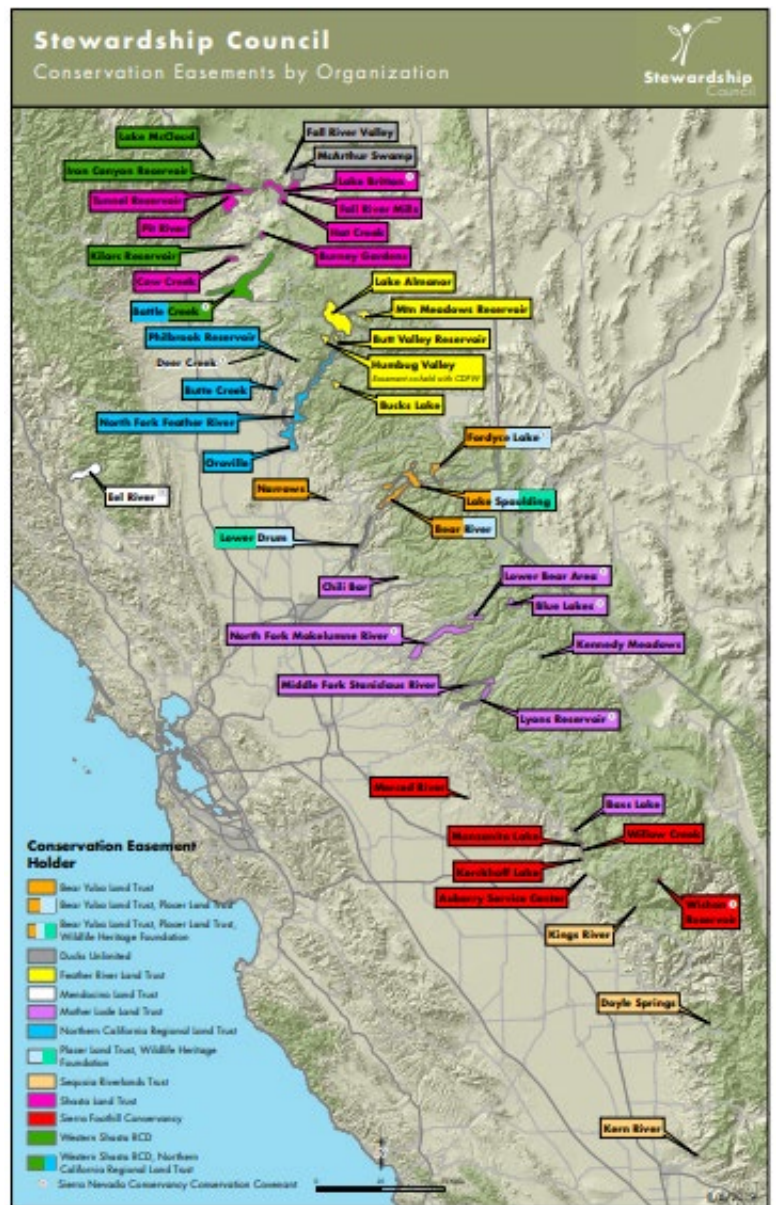 Stewardship Council
Conservation Easements by Organization
Stewardship
Council
Lake McCloud
Fall River Valley
McArthur Swamp
Iron Canyon Reservoir
Lake Britton
Tunnel Reservoir
Fall River Mills
Pit River
Hat Creek
Kilarc Reservoir
Burney Gardens
Cow Creek
Lake Almanor
Battle Creek
Mtn Meadows Reservoir
Philbrook Reservoir
Butt Valley Reservoir
Deer Creek
Humbug Valley
Easement co-held with CDFW
Butte Creek
Bucks Lake
North Fork Feather River
Fordyce Lake
Oroville
Eel River
Narrows
Lake Spaulding
Bear River
Lower Drum
Chili Bar
Lower Bear Area
Blue Lakes
North Fork Mokelumne River
Kennedy Meadows
Middle Fork Stanislaus River
Lyons Reservoir
Merced River
Bass Lake
Manzanita Lake
Willow Creek
Kerckhoff Lake
Auberry Service Center
Wishon
Reservoir
Kings River
Doyle Springs
Kern River
Conservation Easement
Holder
Bear Yuba Land Trust
Bear Yuba Land Trust, Placer Land Trust
Bear Yuba Land Trust, Placer Land Trust,
Wildlife Heritage Foundation
Ducks Unlimited
Feather River Land Trust
Mendocino Land Trust
Mother Lode Land Trust
Northern California Regional Land Trust
Placer Land Trust, Wildlife Heritage
Foundation
Sequoia Riverlands Trust
Shasta Land Trust
Sierra Foothill Conservancy
Western Shasta RCD
Western Shasta RCD, Northern
California Regional Land Trust
Sierra Nevada Conservancy Conservation Covenant